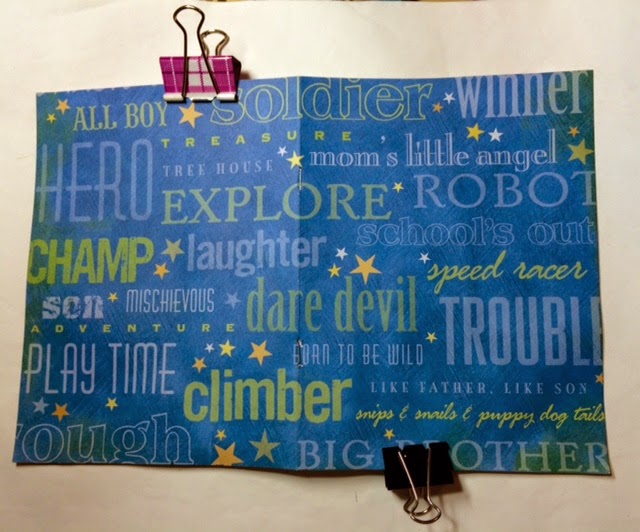 ALL BOY soldier winner
TREASURE ' mom's little angel
HERO TREE HOUSE
EXPLORE ROBOT
school's out
CHAMP laughter speed racer
son MISCHIEVOUS dare devil TROUBLE
ADVENTURE
PLAY TIME BORN TO BE WILD
climber LIKE FATHER, LIKE SON
snips & snails & puppy dog tails
rough BIG BROTHER